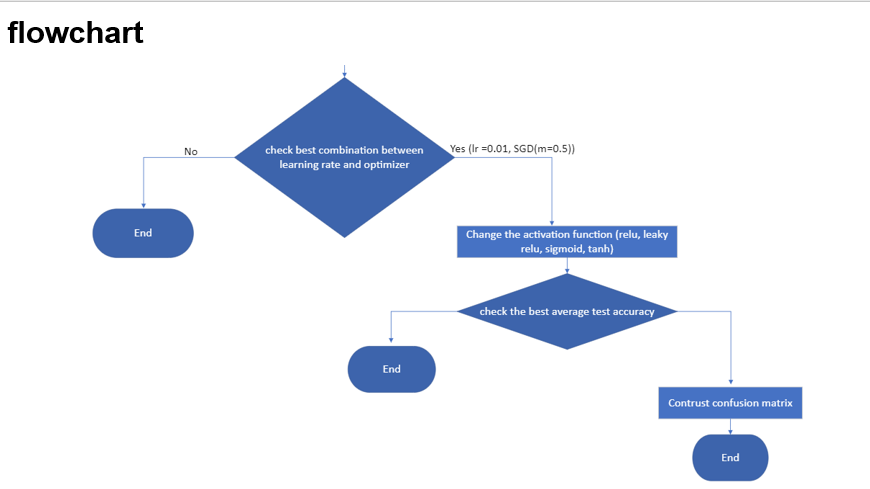 flowchart
No
check best combination between
learning rate and optimizer
Yes (lr =0.01, SGD(m=0.5))
End
Change the activation function (relu, leaky
relu, sigmoid, tanh)
check the best average test accuracy
End
Contrust confusion matrix
End